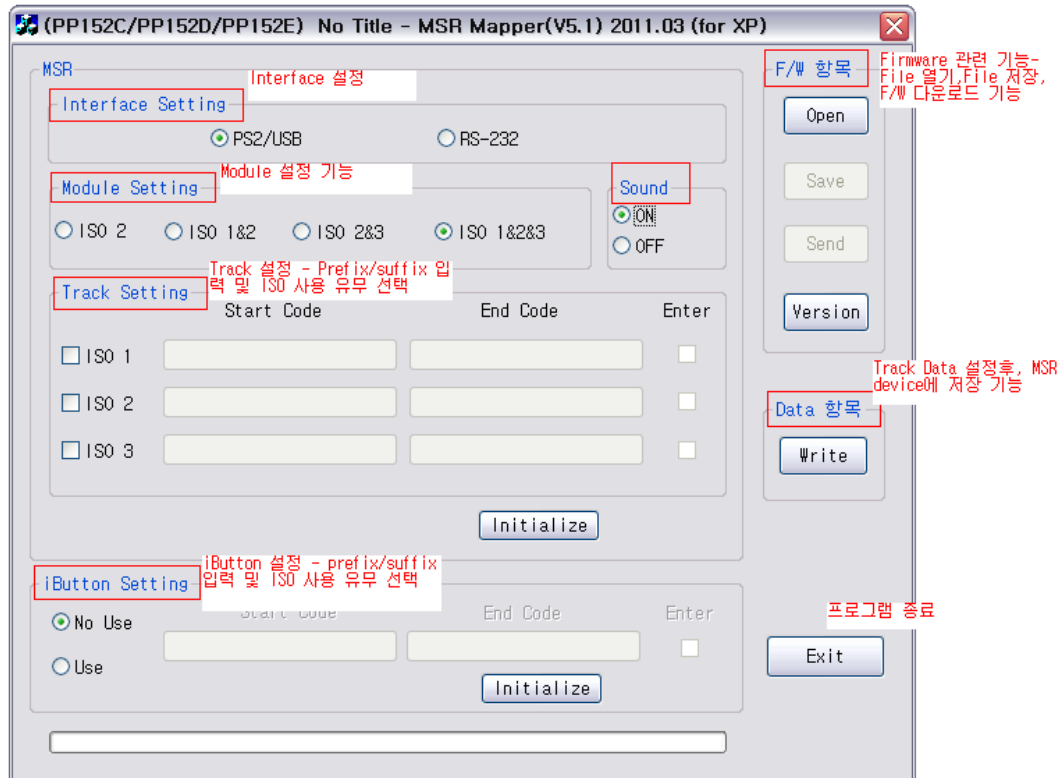 (PP152C/PP152D/PP152E) No Title - MSR Mapper(V5.1) 2011.03 (for XP)
MSR
Interface 설정
Interface Setting
PS2/USB
RS-232
Module 설정 기능
Module Setting
ISO 2
ISO 1&2
ISO 2&3
ISO 1&2&3
Sound
ON
OFF
Track 설정 - Prefix/suffix 입
력 및 ISO 사용 유무 선택
Track Setting
Start Code
End Code
Enter
ISO 1
ISO 2
ISO 3
Initialize
iButton 설정 - prefix/suffix
입력 및 ISO 사용 유무 선택
iButton Setting
No Use
Use
Start Code
End Code
Enter
Initialize
F/W 항목
Firmware 관련 기능-
File 열기,File 저장,
F/W 다운로드 기능
Open
Save
Send
Version
Track Data 설정후, MSR
device에 저장 기능
Data 항목
Write
프로그램 종료
Exit